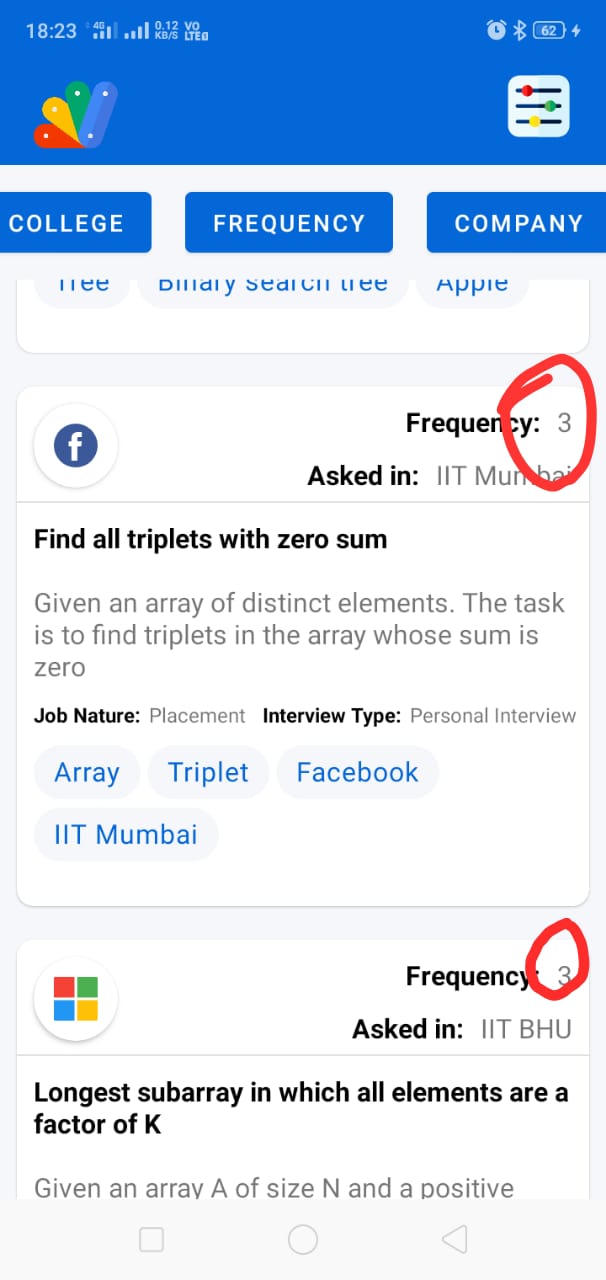 18:23 4G 0.12 KB/S VO LTE 62
COLLEGE FREQUENCY COMPANY
Tree Binary search tree Apple
Frequency: 3
Asked in: IIT Mumbai
Find all triplets with zero sum
Given an array of distinct elements. The task
is to find triplets in the array whose sum is
zero
Job Nature: Placement Interview Type: Personal Interview
Array Triplet Facebook
IIT Mumbai
Frequency: 3
Asked in: IIT BHU
Longest subarray in which all elements are a
factor of K
Given an array A of size N and a positive